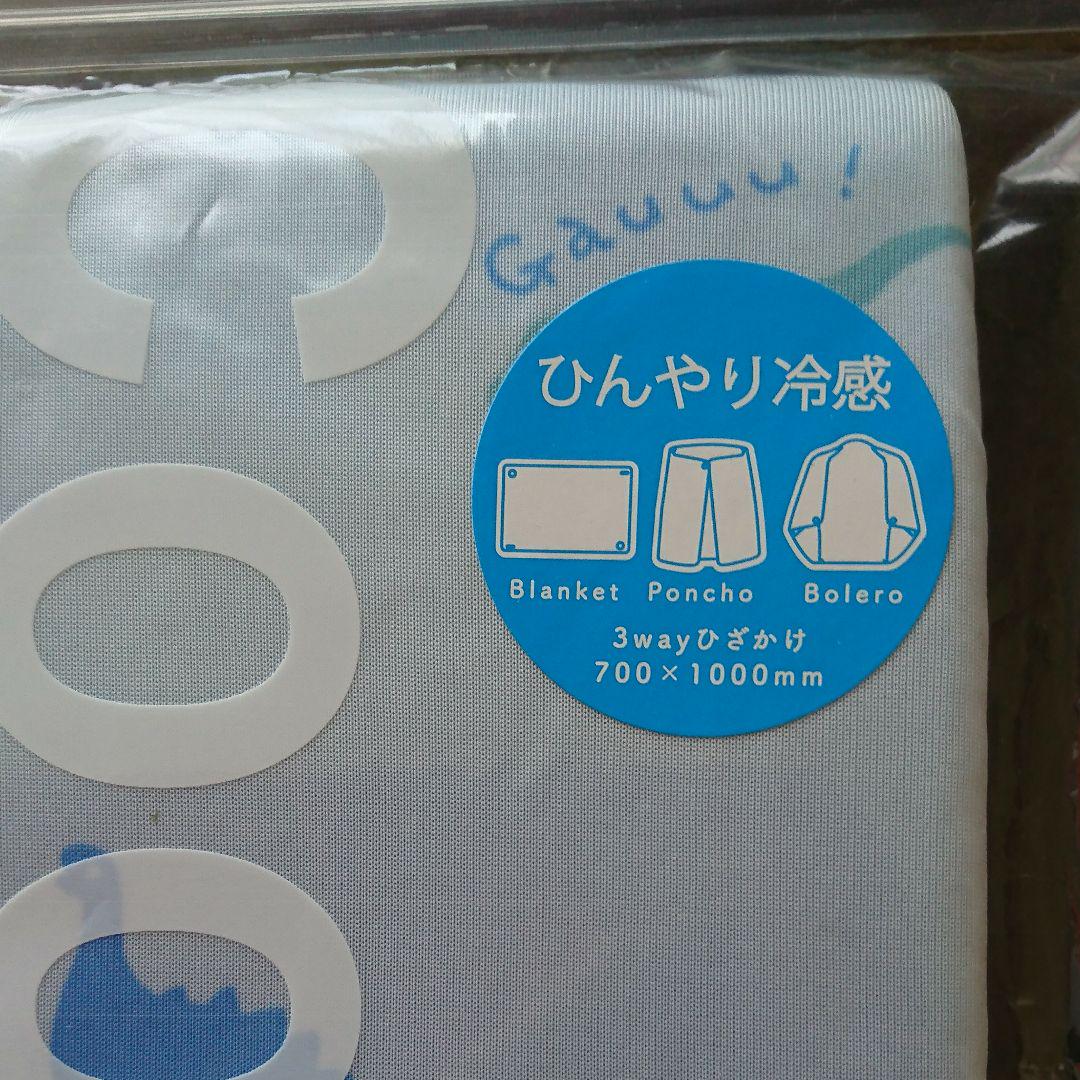 Gauuu!
ひんやり冷感
Blanket Poncho Bolero
3wayひざかけ
700×1000mm
C
O
O